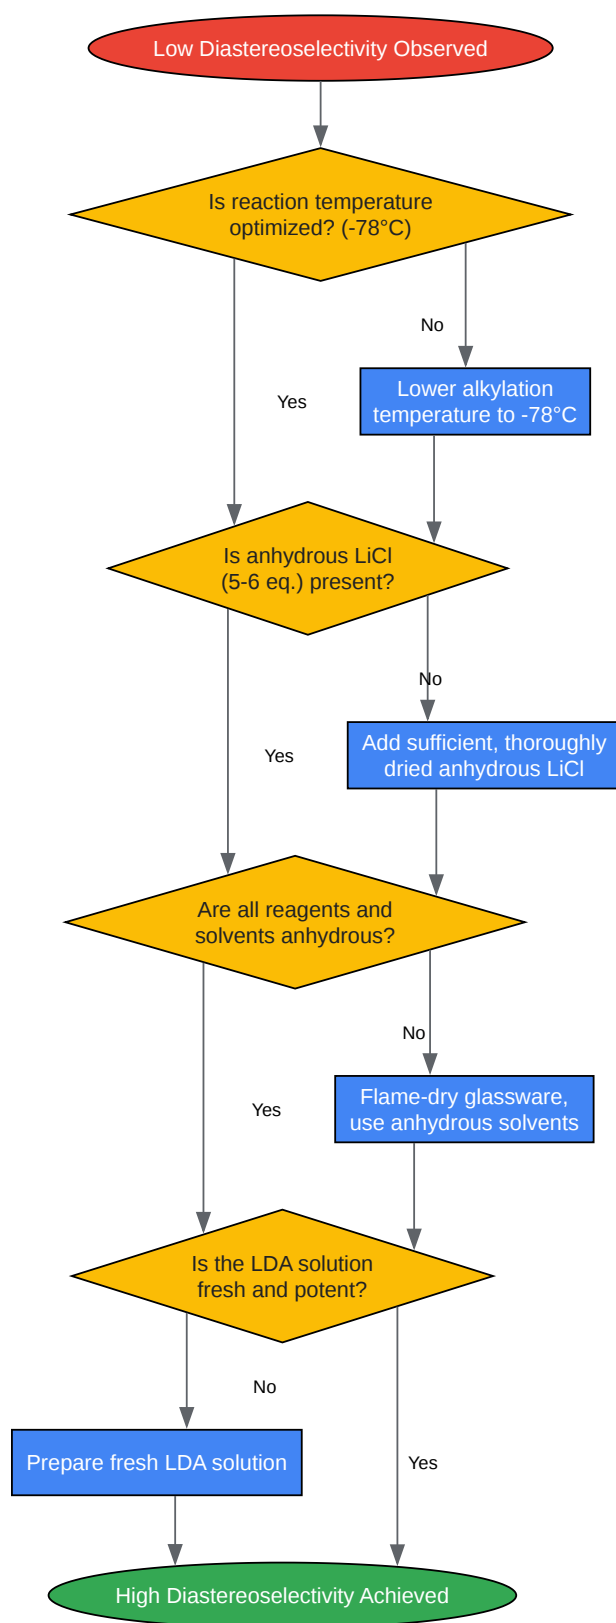 Low Diastereoselectivity Observed
Is reaction temperature
optimized? (-78°C)
No
Lower alkylation
temperature to -78°C
Yes
Is anhydrous LiCl
(5-6 eq.) present?
No
Add sufficient, thoroughly
dried anhydrous LiCl
Yes
Are all reagents and
solvents anhydrous?
No
Flame-dry glassware,
use anhydrous solvents
Yes
Is the LDA solution
fresh and potent?
No
Prepare fresh LDA solution
Yes
High Diastereoselectivity Achieved